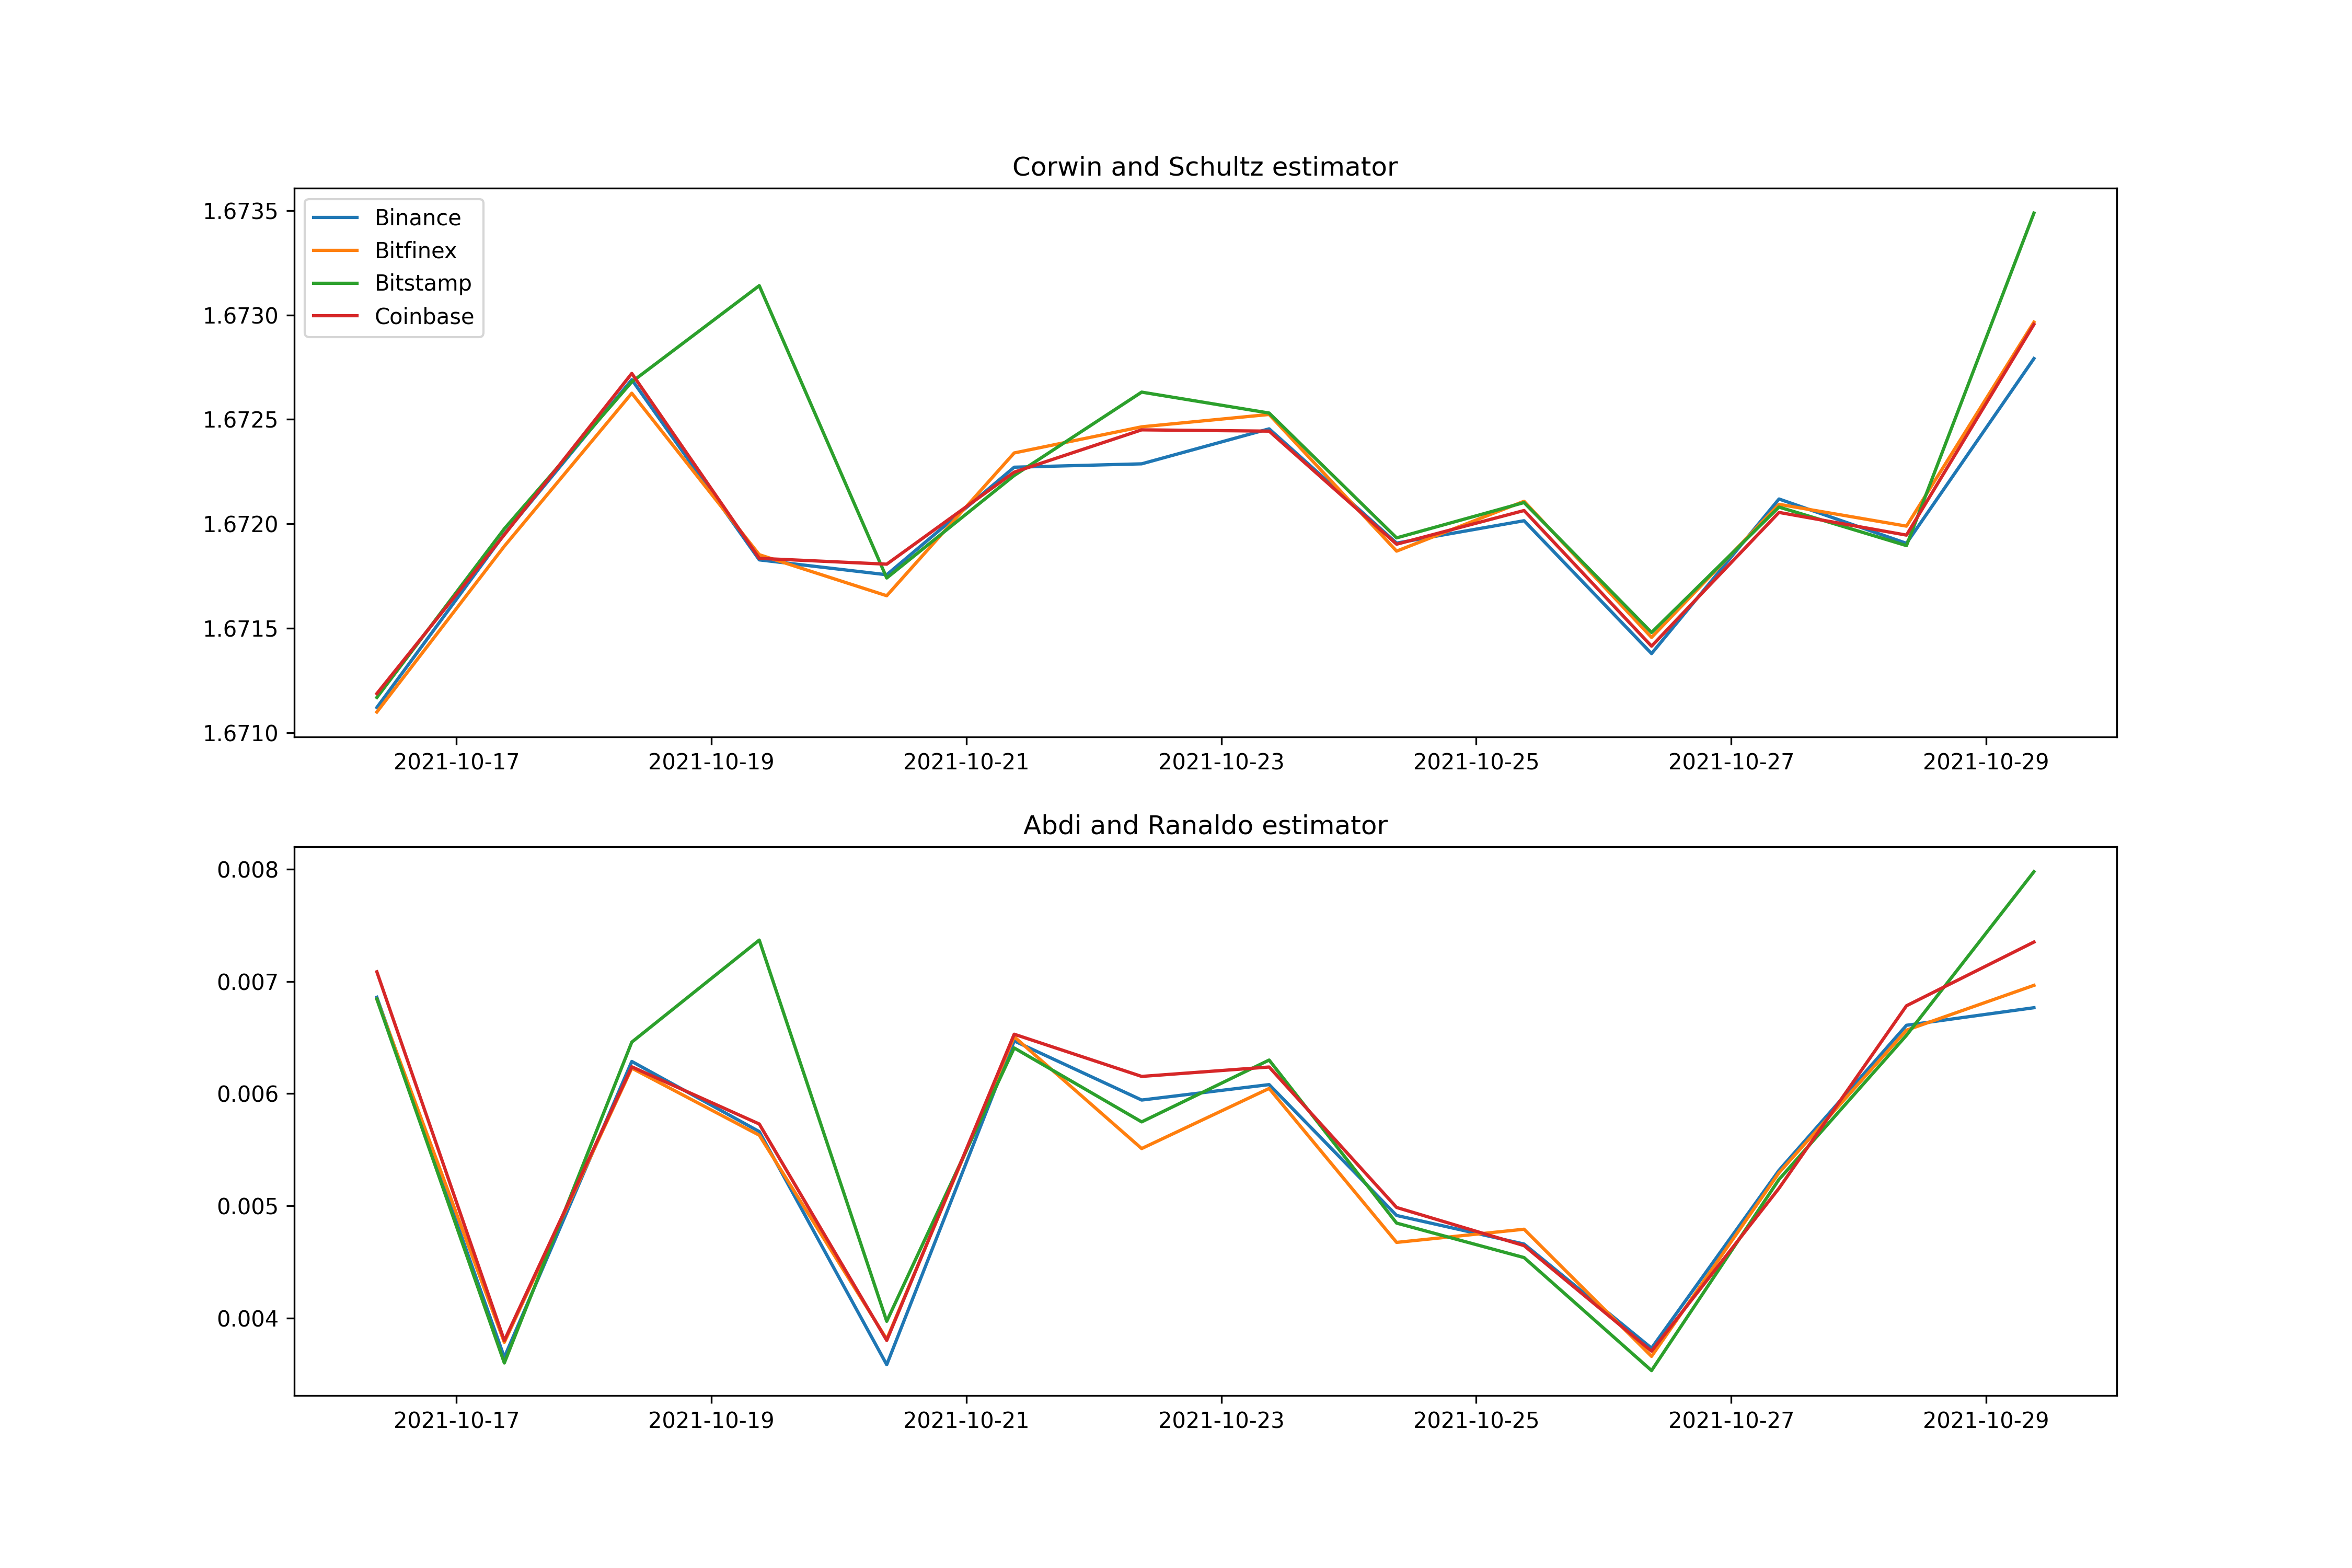 Corwin and Schultz estimator
1.6735
1.6730
1.6725
1.6720
1.6715
1.6710
Binance
Bitfinex
Bitstamp
Coinbase
2021-10-17 2021-10-19 2021-10-21 2021-10-23 2021-10-25 2021-10-27 2021-10-29
Abdi and Ranaldo estimator
0.008
0.007
0.006
0.005
0.004
2021-10-17 2021-10-19 2021-10-21 2021-10-23 2021-10-25 2021-10-27 2021-10-29